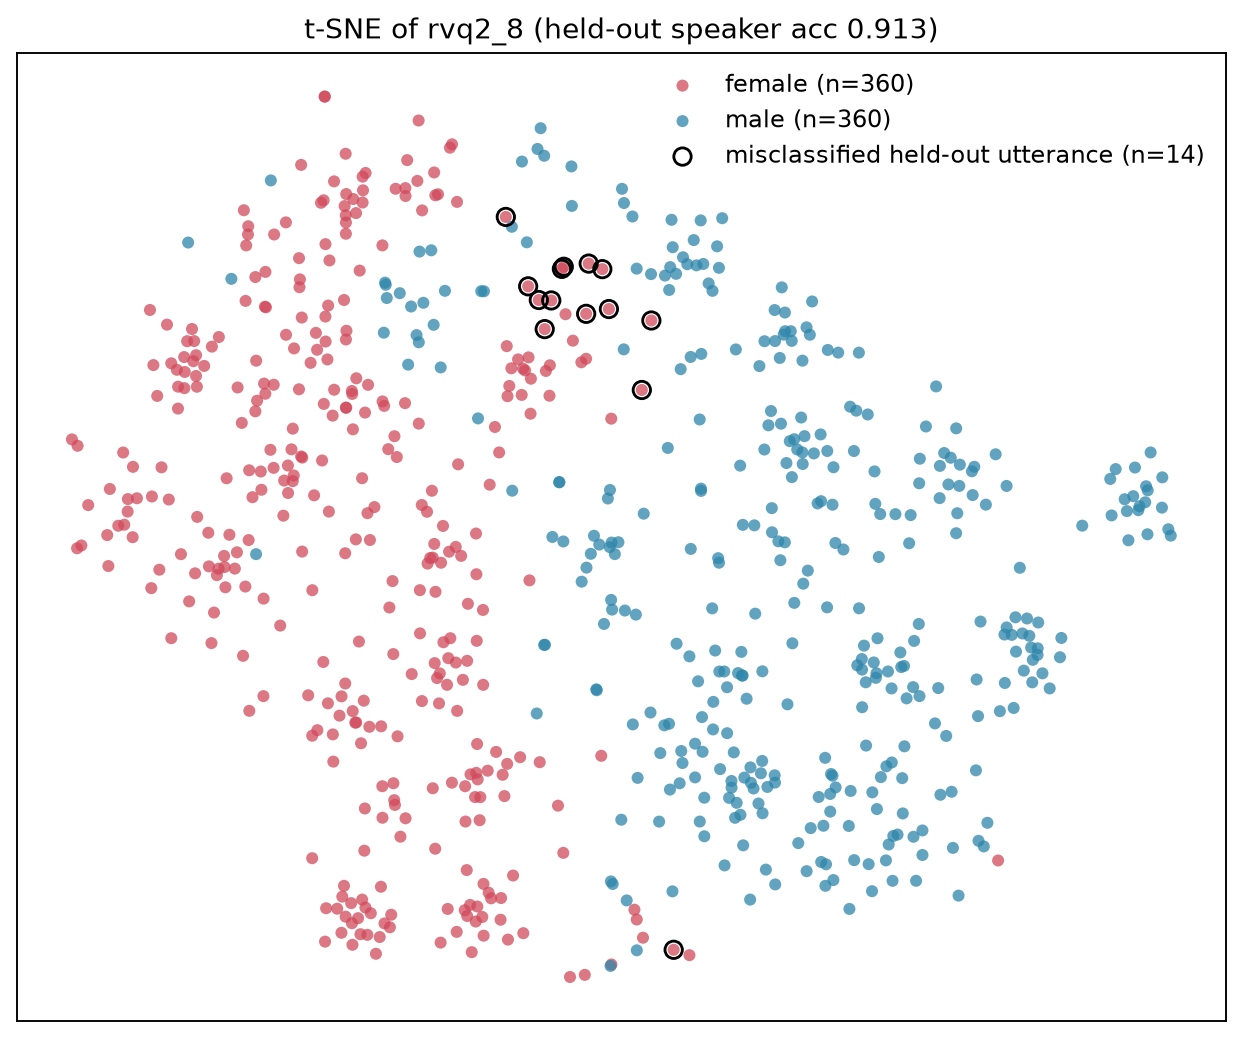 t-SNE of rvq2_8 (held-out speaker acc 0.913)
female (n=360)
male (n=360)
misclassified held-out utterance (n=14)